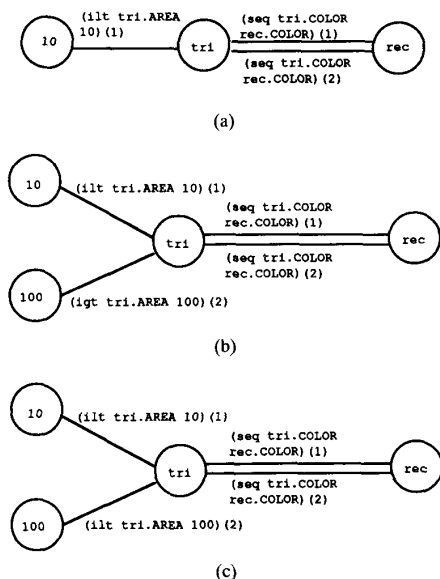 (ilt tri.AREA
10)(1)
(seq tri.COLOR
rec.COLOR)(1)
10
tri
rec
(seq tri.COLOR
rec.COLOR)(2)
(a)
10
(ilt tri.AREA 10)(1)
(seq tri.COLOR
rec.COLOR)(1)
tri
rec
(seq tri.COLOR
rec.COLOR)(2)
100
(igt tri.AREA 100)(2)
(b)
10
(ilt tri.AREA 10)(1)
(seq tri.COLOR
rec.COLOR)(1)
tri
rec
(seq tri.COLOR
rec.COLOR)(2)
100
(ilt tri.AREA 100)(2)
(c)